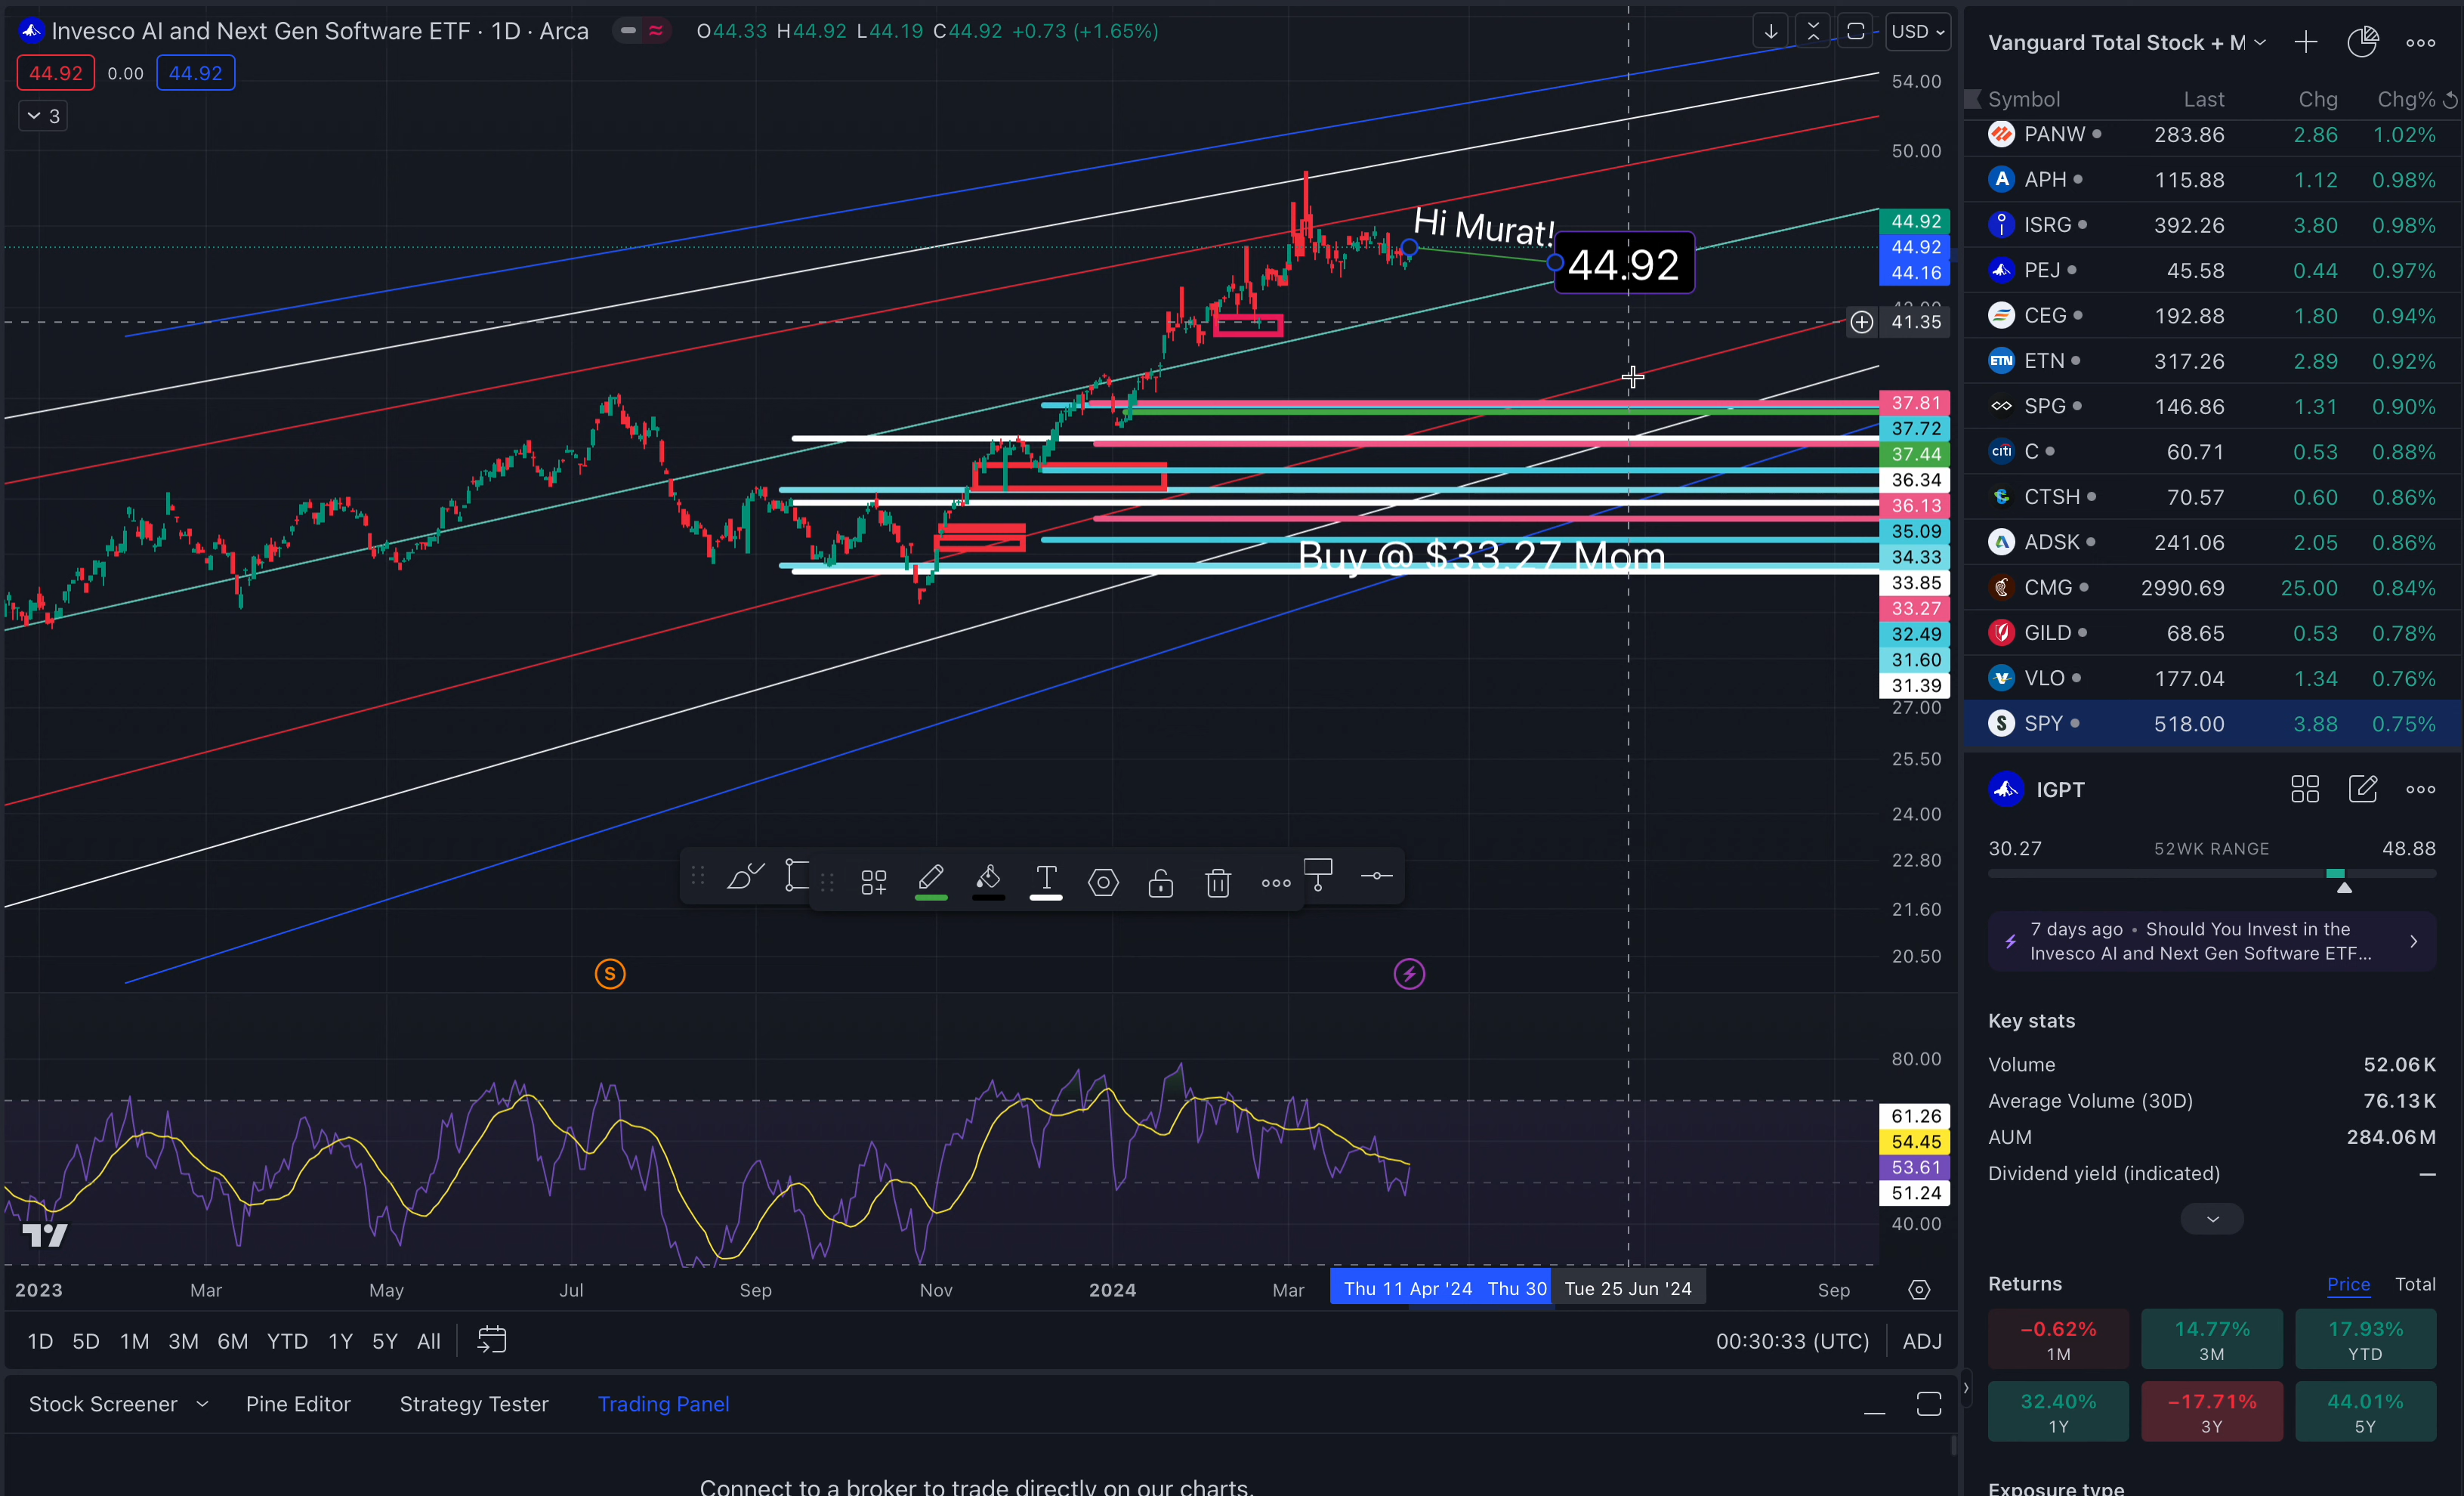 Invesco AI and Next Gen Software ETF · 1D · Arca O44.33 H44.92 L44.19 C44.92 +0.73 (+1.65%)
44.92 0.00 44.92
3
USD
54.00
50.00
44.92
44.92
44.16
41.35
37.81
37.72
37.44
36.34
36.13
35.09
34.33
33.85
33.27
32.49
31.60
31.39
27.00
25.50
24.00
22.80
21.60
20.50
Hi Murat!
44.92
Buy @ $33.27 Mom
T
S
80.00
61.26
54.45
53.61
51.24
40.00
2023 Mar May Jul Sep Nov 2024 Mar Thu 11 Apr '24 Thu 30 Tue 25 Jun '24 Sep
1D 5D 1M 3M 6M YTD 1Y 5Y All 00:30:33 (UTC) ADJ
Stock Screener Pine Editor Strategy Tester Trading Panel
Connect to a broker to trade directly on our charts.
Vanguard Total Stock + M
Symbol Last Chg Chg%
PANW 283.86 2.86 1.02%
A APH 115.88 1.12 0.98%
ISRG 392.26 3.80 0.98%
PEJ 45.58 0.44 0.97%
CEG 192.88 1.80 0.94%
ETN ETN 317.26 2.89 0.92%
SPG 146.86 1.31 0.90%
citi C 60.71 0.53 0.88%
CTSH 70.57 0.60 0.86%
ADSK 241.06 2.05 0.86%
CMG 2990.69 25.00 0.84%
GILD 68.65 0.53 0.78%
VLO 177.04 1.34 0.76%
S SPY 518.00 3.88 0.75%
IGPT
30.27 52WK RANGE 48.88
7 days ago • Should You Invest in the
Invesco AI and Next Gen Software ETF...
Key stats
Volume 52.06K
Average Volume (30D) 76.13K
AUM 284.06M
Dividend yield (indicated) —
Returns Price Total
−0.62% 14.77% 17.93%
1M 3M YTD
32.40% −17.71% 44.01%
1Y 3Y 5Y
Exposure type